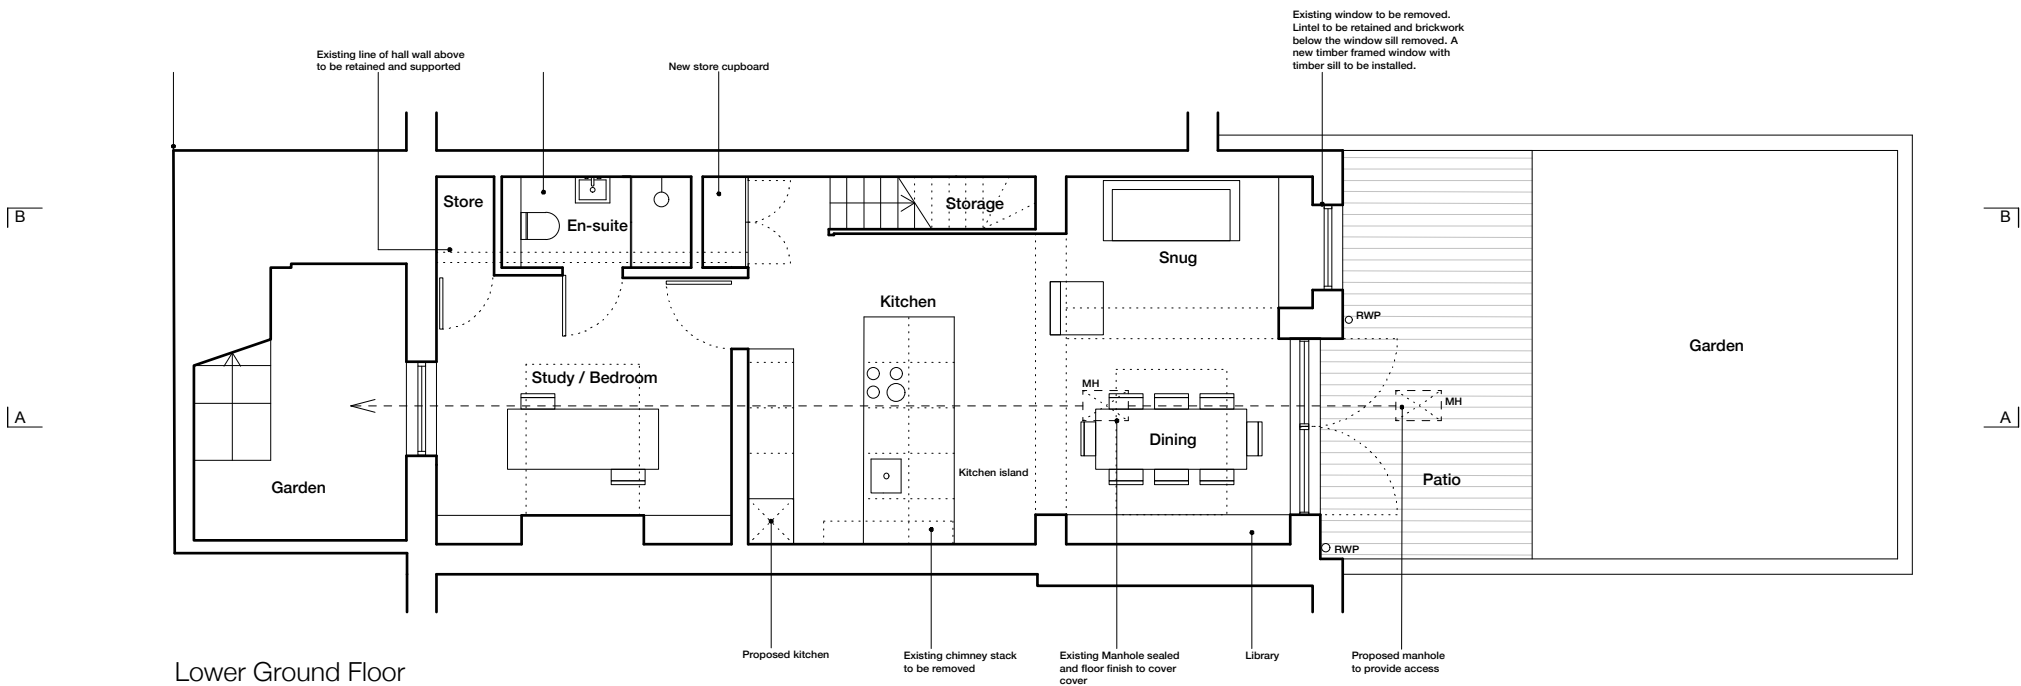 Existing window to be removed.
Lintel to be retained and brickwork
below the window sill removed. A
new timber framed window with
timber sill to be installed.
Existing line of hall wall above
to be retained and supported
New store cupboard
Store
En-suite
Storage
B
B
Snug
Kitchen
RWP
Garden
Study / Bedroom
MH
MH
A
A
Dining
Kitchen island
Patio
Garden
RWP
Proposed kitchen
Existing chimney stack
to be removed
Existing Manhole sealed
and floor finish to cover
cover
Library
Proposed manhole
to provide access
Lower Ground Floor